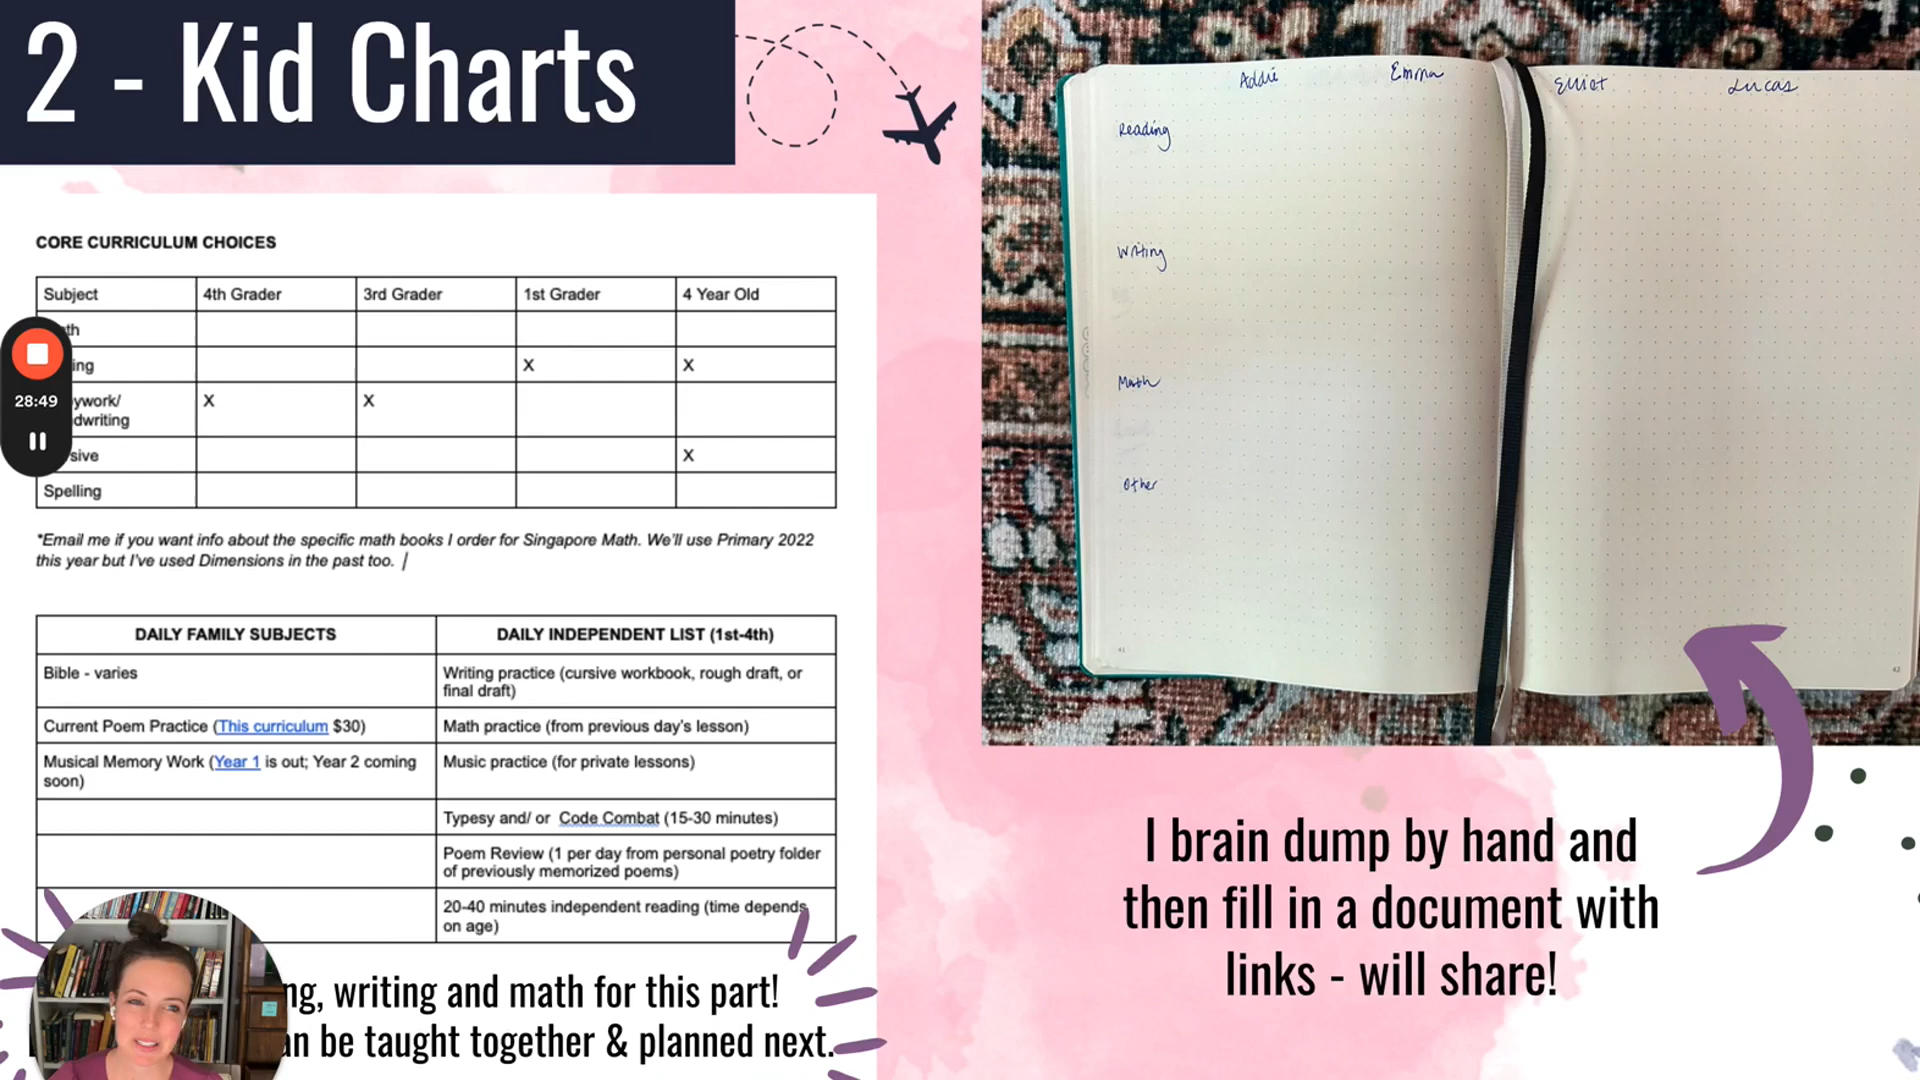 2 - Kid Charts
CORE CURRICULUM CHOICES
Subject 4th Grader 3rd Grader 1st Grader 4 Year Old
th
ing X X
ywork/ X X
dwriting
sive X
Spelling
*Email me if you want info about the specific math books I order for Singapore Math. We'll use Primary 2022
this year but I've used Dimensions in the past too.
DAILY FAMILY SUBJECTS DAILY INDEPENDENT LIST (1st-4th)
Bible - varies
Writing practice (cursive workbook, rough draft, or
final draft)
Current Poem Practice (This curriculum $30)
Math practice (from previous day's lesson)
Musical Memory Work (Year 1 is out; Year 2 coming
soon)
Music practice (for private lessons)
Typesy and/ or Code Combat (15-30 minutes)
Poem Review (1 per day from personal poetry folder
of previously memorized poems)
20-40 minutes independent reading (time depends
on age)
28:49
ng, writing and math for this part!
an be taught together & planned next.
Addie Emma Elliot Lucas
Reading
Writing
Math
Other
41
42
I brain dump by hand and
then fill in a document with
links - will share!